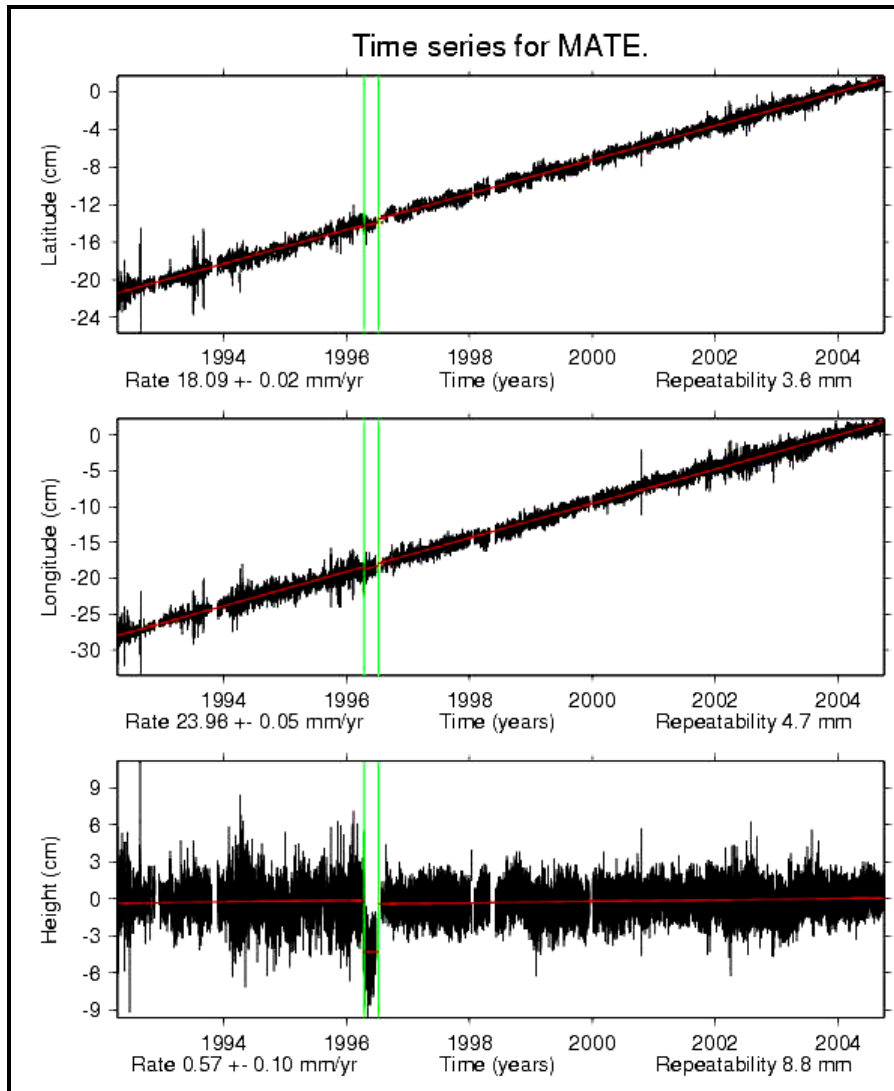 Time series for MATE.
Latitude (cm)
0
-4
-8
-12
-16
-20
-24
1994 1996 1998 2000 2002 2004
Rate 18.09 +- 0.02 mm/yr Time (years) Repeatability 3.6 mm
Longitude (cm)
0
-5
-10
-15
-20
-25
-30
1994 1996 1998 2000 2002 2004
Rate 23.96 +- 0.05 mm/yr Time (years) Repeatability 4.7 mm
Height (cm)
9
6
3
0
-3
-6
-9
1994 1996 1998 2000 2002 2004
Rate 0.57 +- 0.10 mm/yr Time (years) Repeatability 8.8 mm